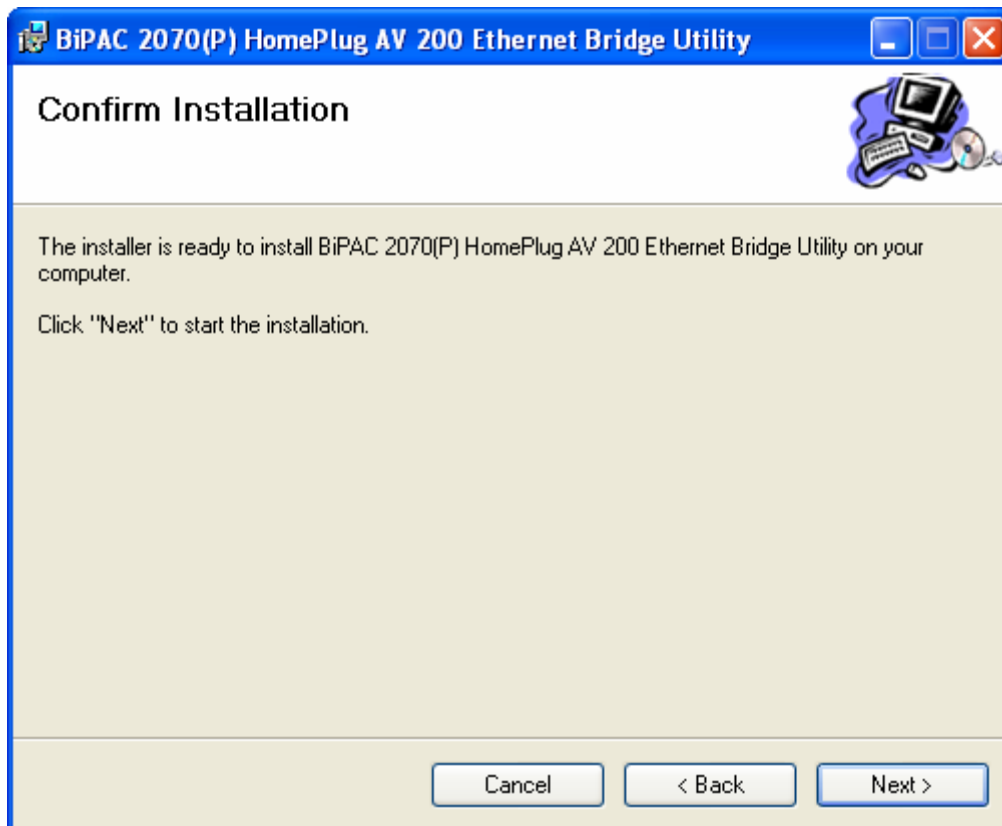 BiPAC 2070(P) HomePlug AV 200 Ethernet Bridge Utility
Confirm Installation
The installer is ready to install BiPAC 2070(P) HomePlug AV 200 Ethernet Bridge Utility on your
computer.
Click "Next" to start the installation.
Cancel
< Back
Next >